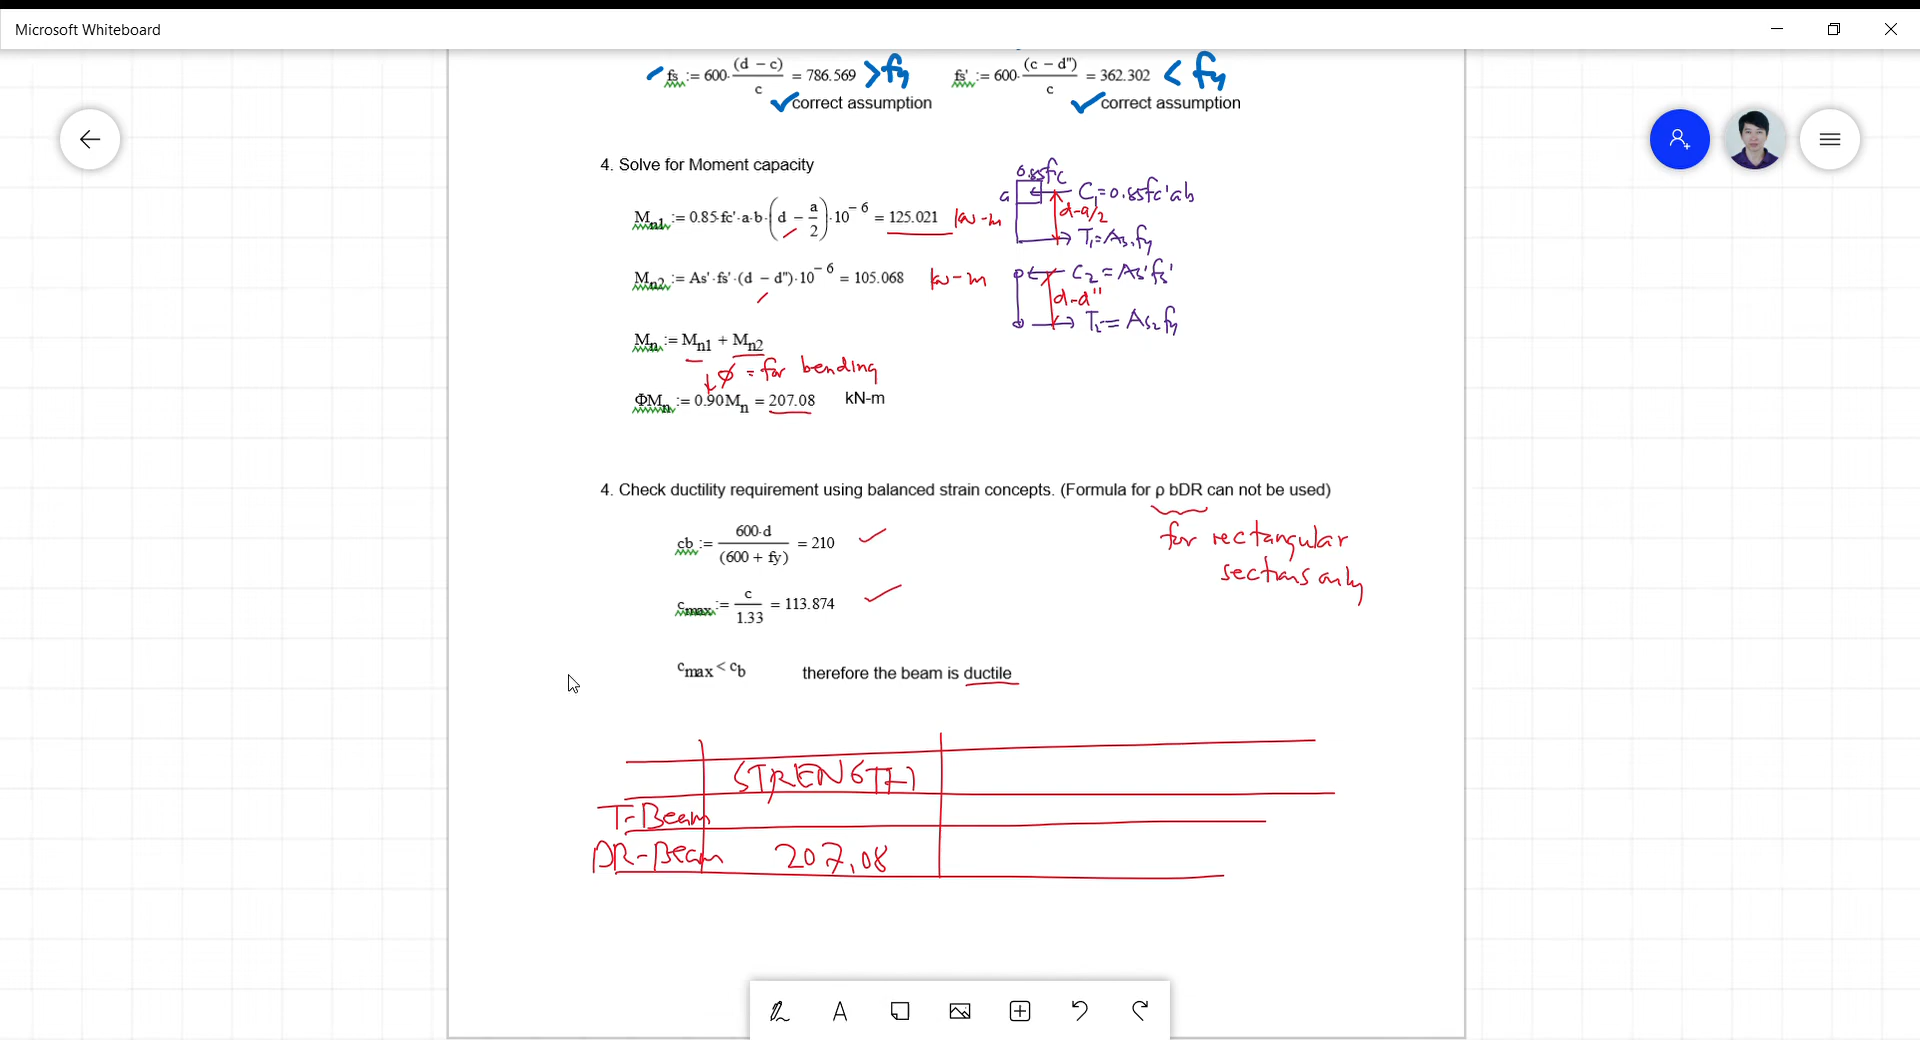 Microsoft Whiteboard
fs := 600· (d − c) / c = 786.569 > fy
fs' := 600· (c − d") / c = 362.302 < fy
correct assumption
correct assumption
4. Solve for Moment capacity
0.85f'c
a
C1=0.85fc'ab
Mn1 := 0.85·fc'·a·b·(d − a/2)·10^−6 = 125.021 kN-m
d-a/2
T1=As1fy
Mn2 := As'·fs'·(d − d")·10^−6 = 105.068 kN-m
C2 = As'fs'
d-d"
T2= As2fy
Mn := Mn1 + Mn2
ϕ = for bending
ΦMn := 0.90Mn = 207.08 kN-m
4. Check ductility requirement using balanced strain concepts. (Formula for ρ bDR can not be used)
for rectangular
sections only
cb := 600·d / (600 + fy) = 210
cmax := c / 1.33 = 113.874
cmax < cb therefore the beam is ductile
STRENGTH
T-Beam
DR-Beam 207.08
A